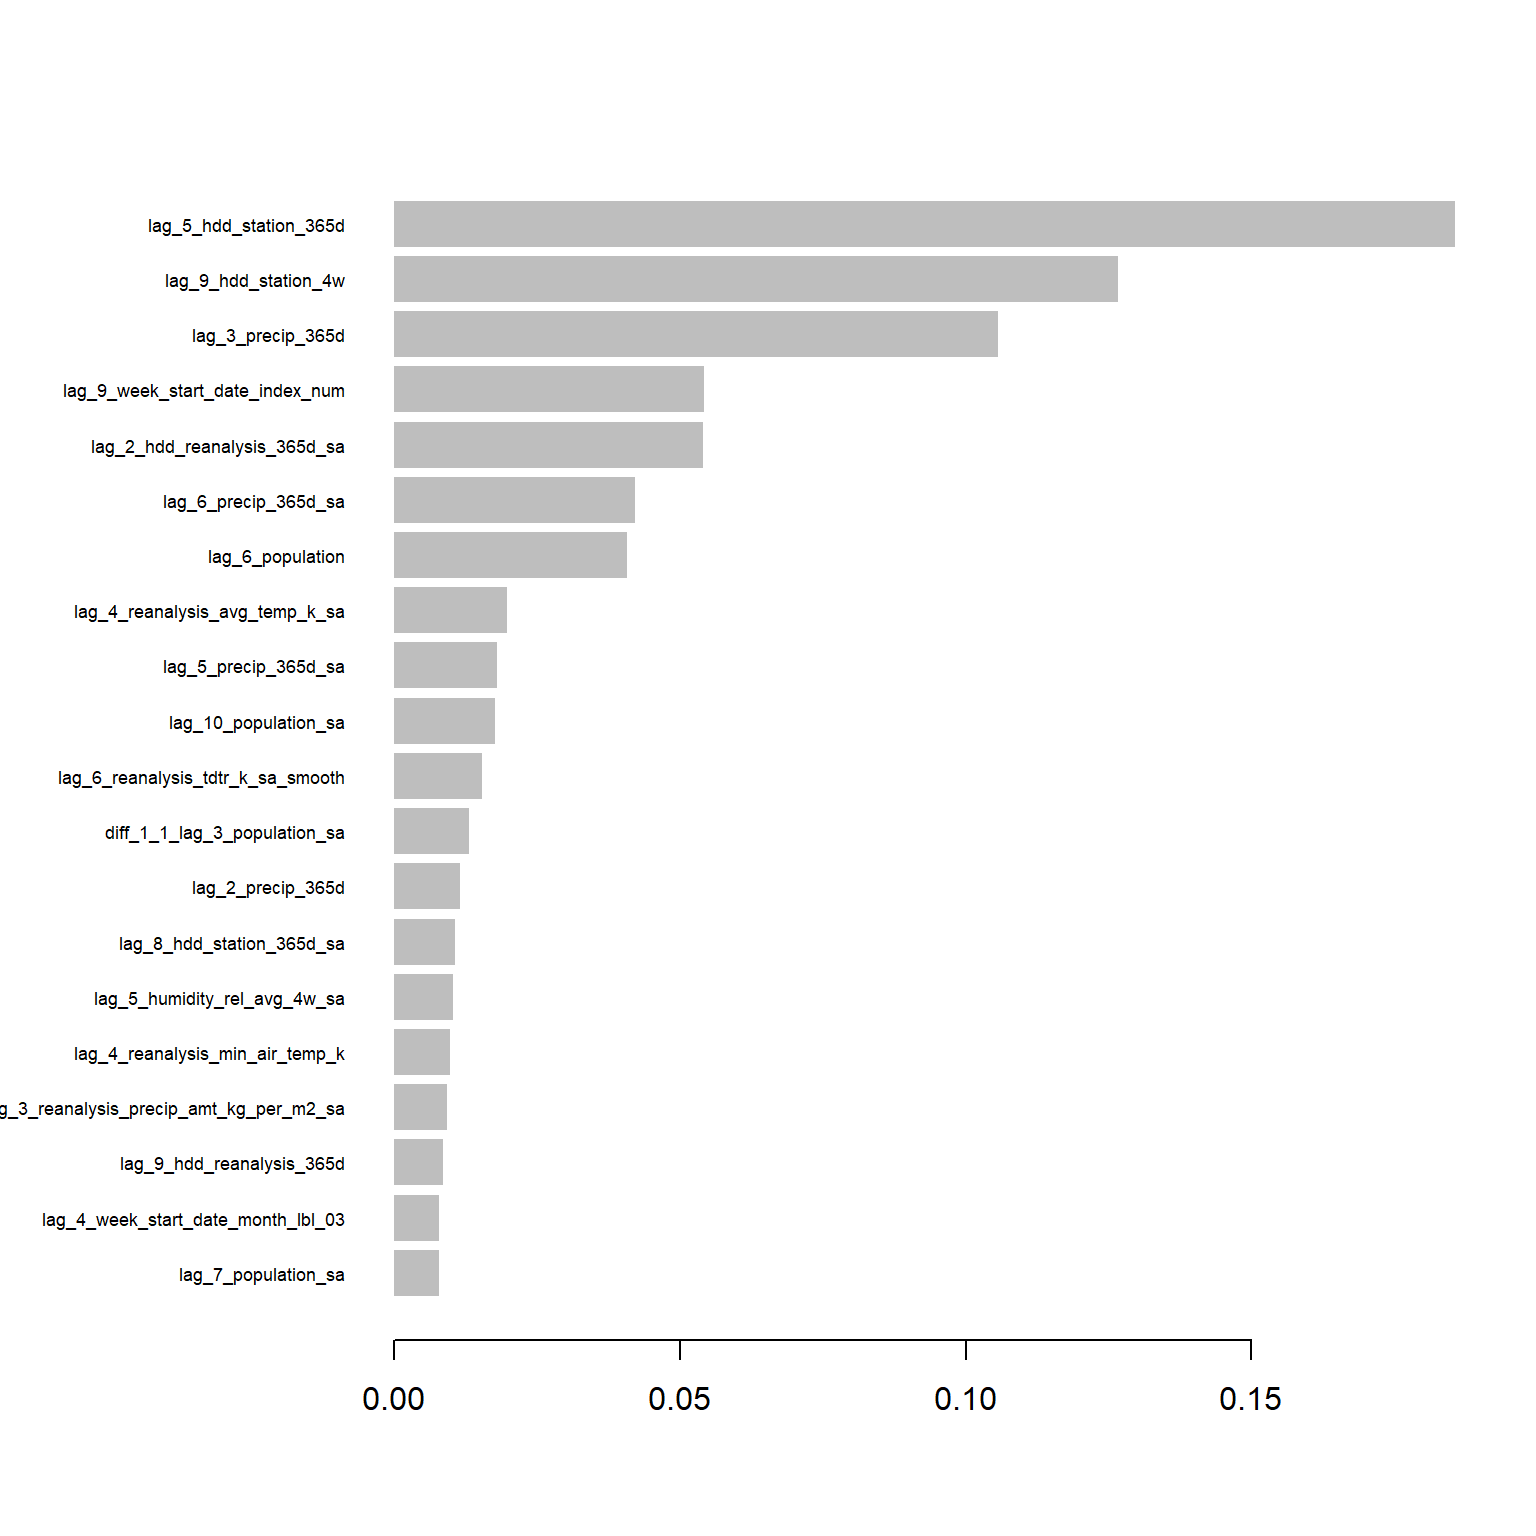 lag_5_hdd_station_365d
lag_9_hdd_station_4w
lag_3_precip_365d
lag_9_week_start_date_index_num
lag_2_hdd_reanalysis_365d_sa
lag_6_precip_365d_sa
lag_6_population
lag_4_reanalysis_avg_temp_k_sa
lag_5_precip_365d_sa
lag_10_population_sa
lag_6_reanalysis_tdtr_k_sa_smooth
diff_1_1_lag_3_population_sa
lag_2_precip_365d
lag_8_hdd_station_365d_sa
lag_5_humidity_rel_avg_4w_sa
lag_4_reanalysis_min_air_temp_k
g_3_reanalysis_precip_amt_kg_per_m2_sa
lag_9_hdd_reanalysis_365d
lag_4_week_start_date_month_lbl_03
lag_7_population_sa
0.00 0.05 0.10 0.15